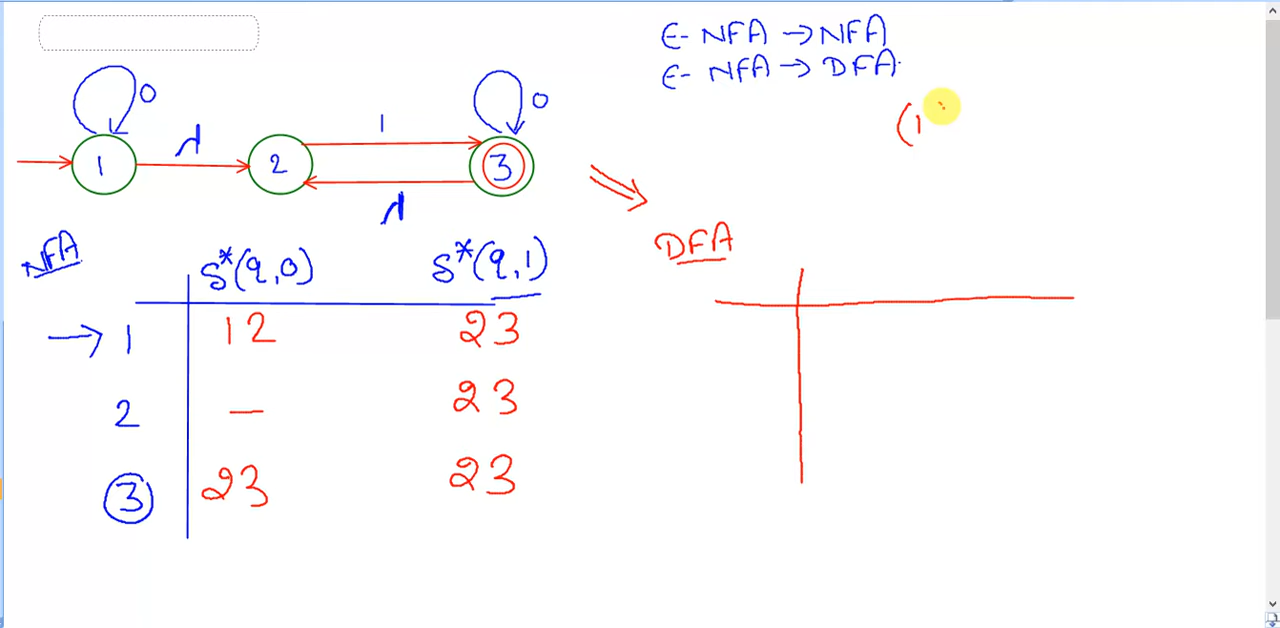 Є- NFA → NFA
Є- NFA → DFA
0
0
(1
λ
1
1
2
3
λ
DFA
NFA
δ*(q,0) δ*(q,1)
→ 1 12 23
2 — 23
3 23 23